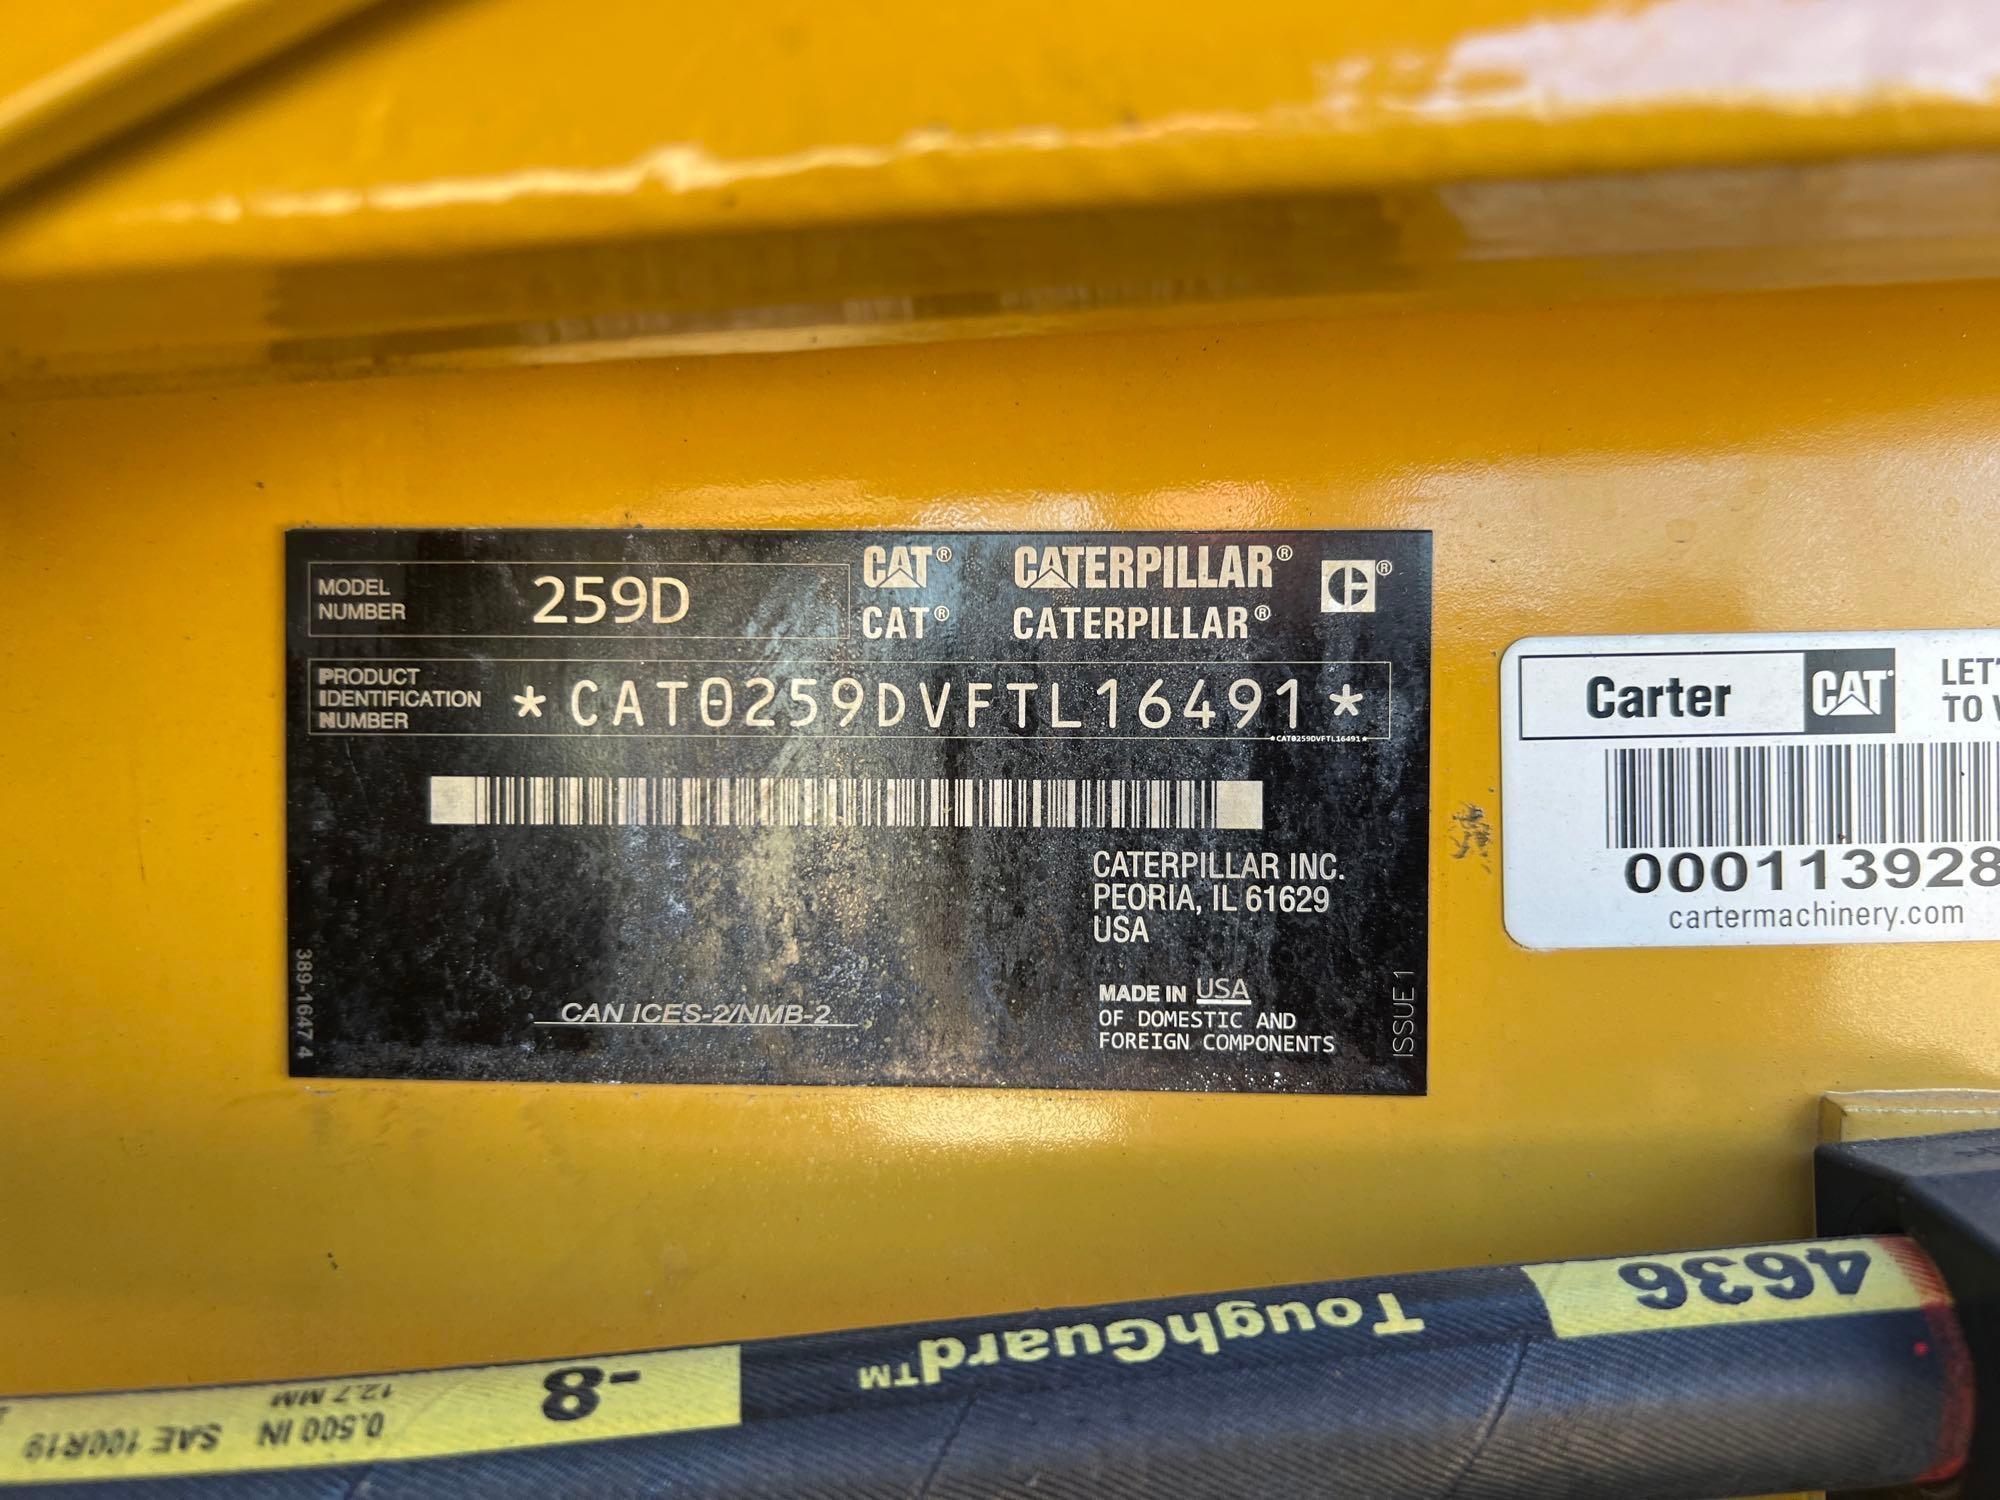 MODEL
NUMBER
259D
CAT® CATERPILLAR® ®
CAT® CATERPILLAR®
PRODUCT
IDENTIFICATION
NUMBER
*CAT0259DVFTL16491*
*CAT0259DVFTL16491*
CATERPILLAR INC.
PEORIA, IL 61629
USA
MADE IN USA
OF DOMESTIC AND
FOREIGN COMPONENTS
CAN ICES-2/NMB-2
389-1647 4
ISSUE 1
Carter CAT
TO
000113928
cartermachinery.com
4636
ToughGuard™
-8
0.500 IN SAE 100R19
12.7 MM